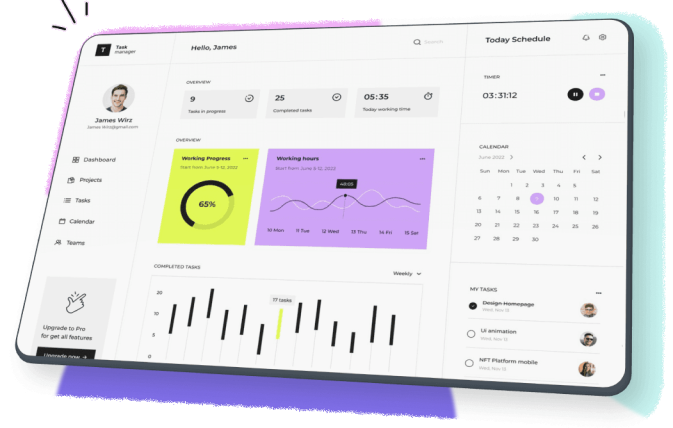 T
Task
manager
Hello, James
Search
Today Schedule
James Wirz
James Wirz@gmail.com
Dashboard
Projects
Tasks
Calendar
Teams
Upgrade to Pro
for get all features
Upgrade now
OVERVIEW
9
Tasks in progress
25
Completed tasks
05:35
Today working time
OVERVIEW
Working Progress
Start from June 5-12, 2022
65%
Working hours
Start from June 5-12, 2022
10 Mon 11 Tue 12 Wed 13 Thu 14 Fri 15 Sat
COMPLETED TASKS
Weekly
20
10
5
0
17 tasks
TIMER
03:31:12
CALENDAR
June 2022
Sun Mon Tue Wed Thu Fri Sat
1 2 3 4 5
6 7 8 9 10 11 12
13 14 15 16 17 18 19
20 21 22 23 24 25 26
27 28 29 30
MY TASKS
Design Homepage
Wed, Nov 15
Ui animation
Wed, Nov 15
NFT Platform mobile
Wed, Nov 15